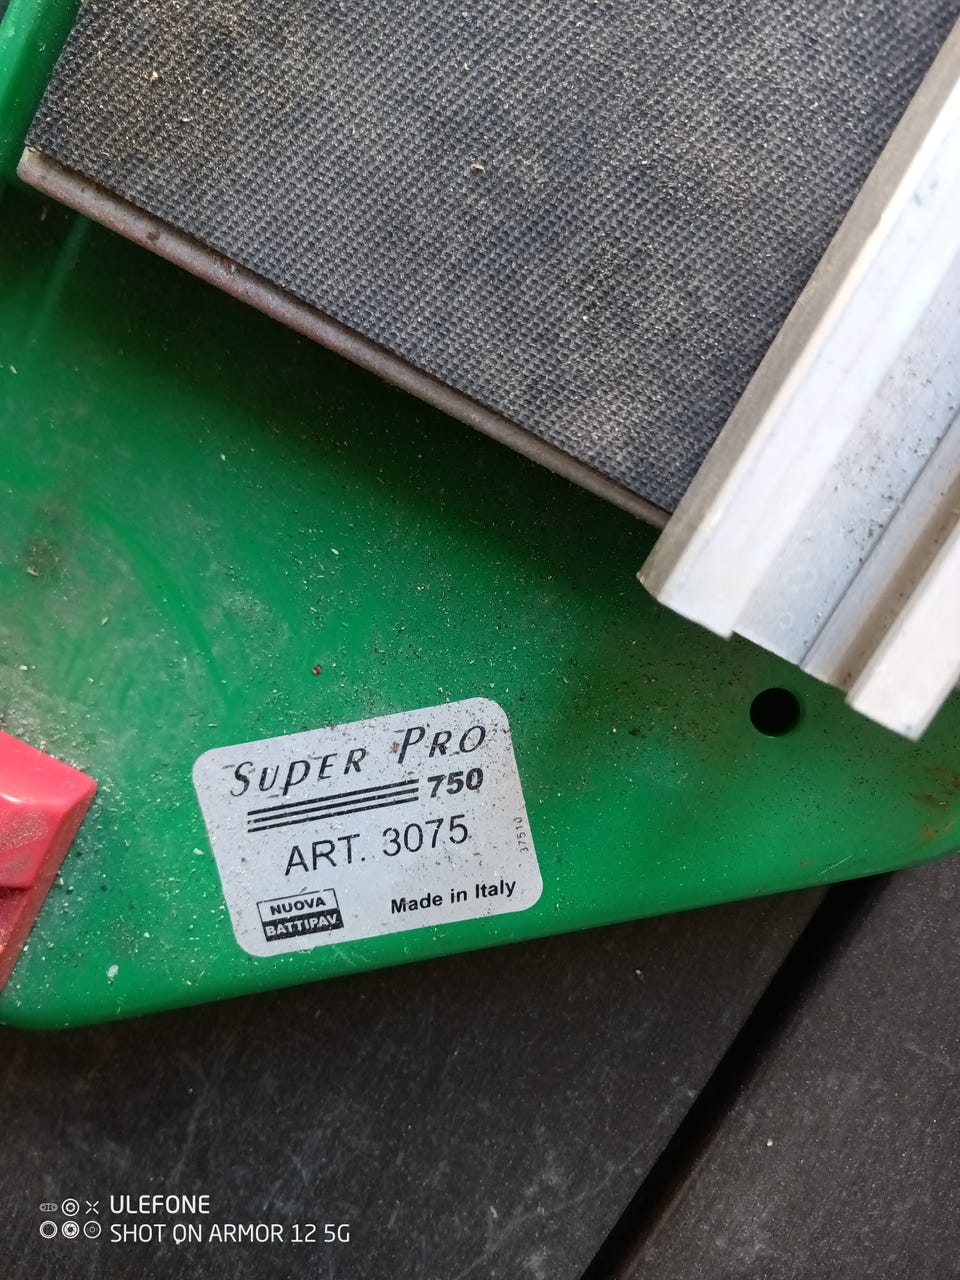 SUPER PRO
750
ART. 3075
37510
NUOVA
BATTIPAV
Made in Italy
ULEFONE
SHOT ON ARMOR 12 5G